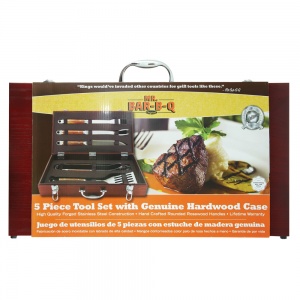 "Kings would've invaded other countries for grill tools like these."
MR.
BAR-B-Q
5 Piece Tool Set with Genuine Hardwood Case
High Quality Forged Stainless Steel Construction • Hand Crafted Rounded Rosewood Handles • Lifetime Warranty
Juego de utensilios de 5 piezas con estuche de madera genuina